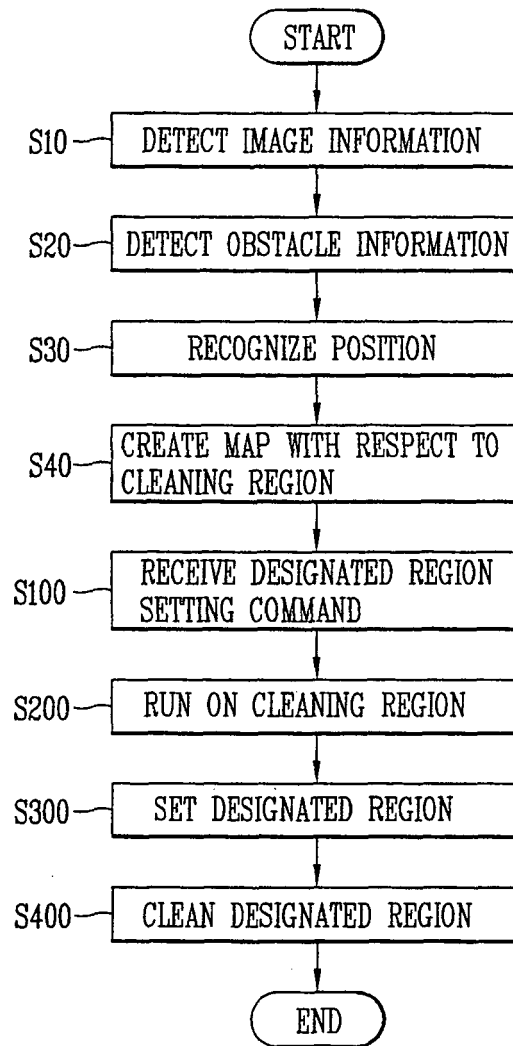 START
S10 DETECT IMAGE INFORMATION
S20 DETECT OBSTACLE INFORMATION
S30 RECOGNIZE POSITION
S40 CREATE MAP WITH RESPECT TO
CLEANING REGION
S100 RECEIVE DESIGNATED REGION
SETTING COMMAND
S200 RUN ON CLEANING REGION
S300 SET DESIGNATED REGION
S400 CLEAN DESIGNATED REGION
END